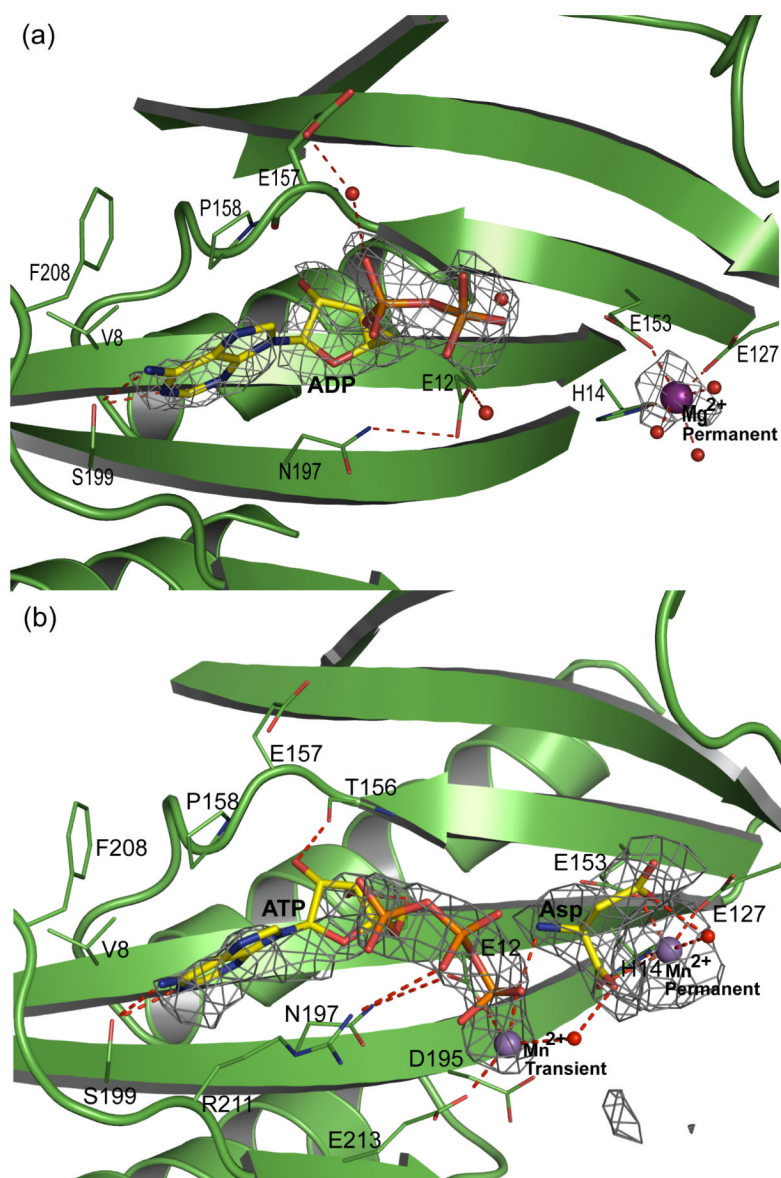 (a)
E157
P158
F208
V8
E153
E127
ADP
E12
H14
Mg2+
Permanent
N197
S199
(b)
E157
T156
P158
F208
E153
ATP
Asp
E127
V8
E12
H14
Mn2+
Permanent
N197
Mn2+
Transient
D195
S199
R211
E213